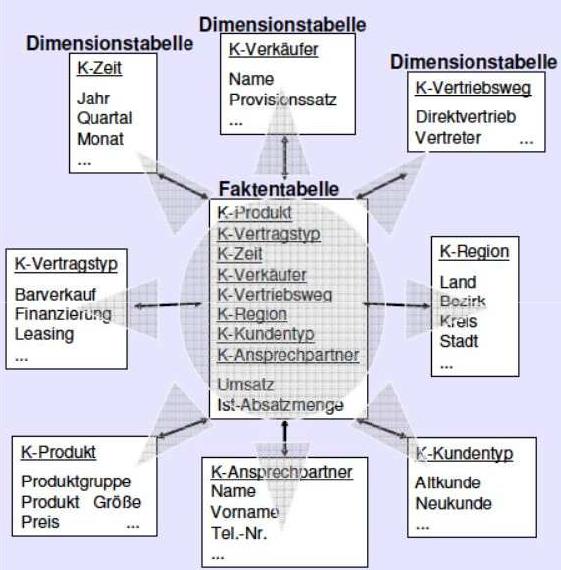 Dimensionstabelle
K-Verkäufer
Name
Provisionssatz
...
Dimensionstabelle
K-Zeit
Jahr
Quartal
Monat
...
Dimensionstabelle
K-Vertriebsweg
Direktvertrieb
Vertreter ...
Faktentabelle
K-Produkt
K-Vertragstyp
K-Zeit
K-Verkäufer
K-Vertriebsweg
K-Region
K-Kundentyp
K-Ansprechpartner
Umsatz
Ist-Absatzmenge
K-Vertragstyp
Barverkauf
Finanzierung
Leasing
...
K-Region
Land
Bezirk
Kreis
Stadt
...
K-Produkt
Produktgruppe
Produkt Größe
Preis ...
K-Ansprechpartner
Name
Vorname
Tel.-Nr.
...
K-Kundentyp
Altkunde
Neukunde
...